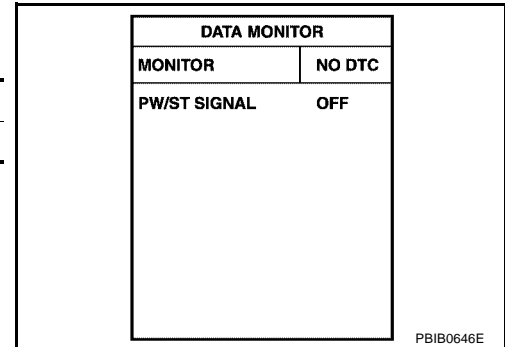 DATA MONITOR
MONITOR NO DTC
PW/ST SIGNAL OFF
PBIB0646E